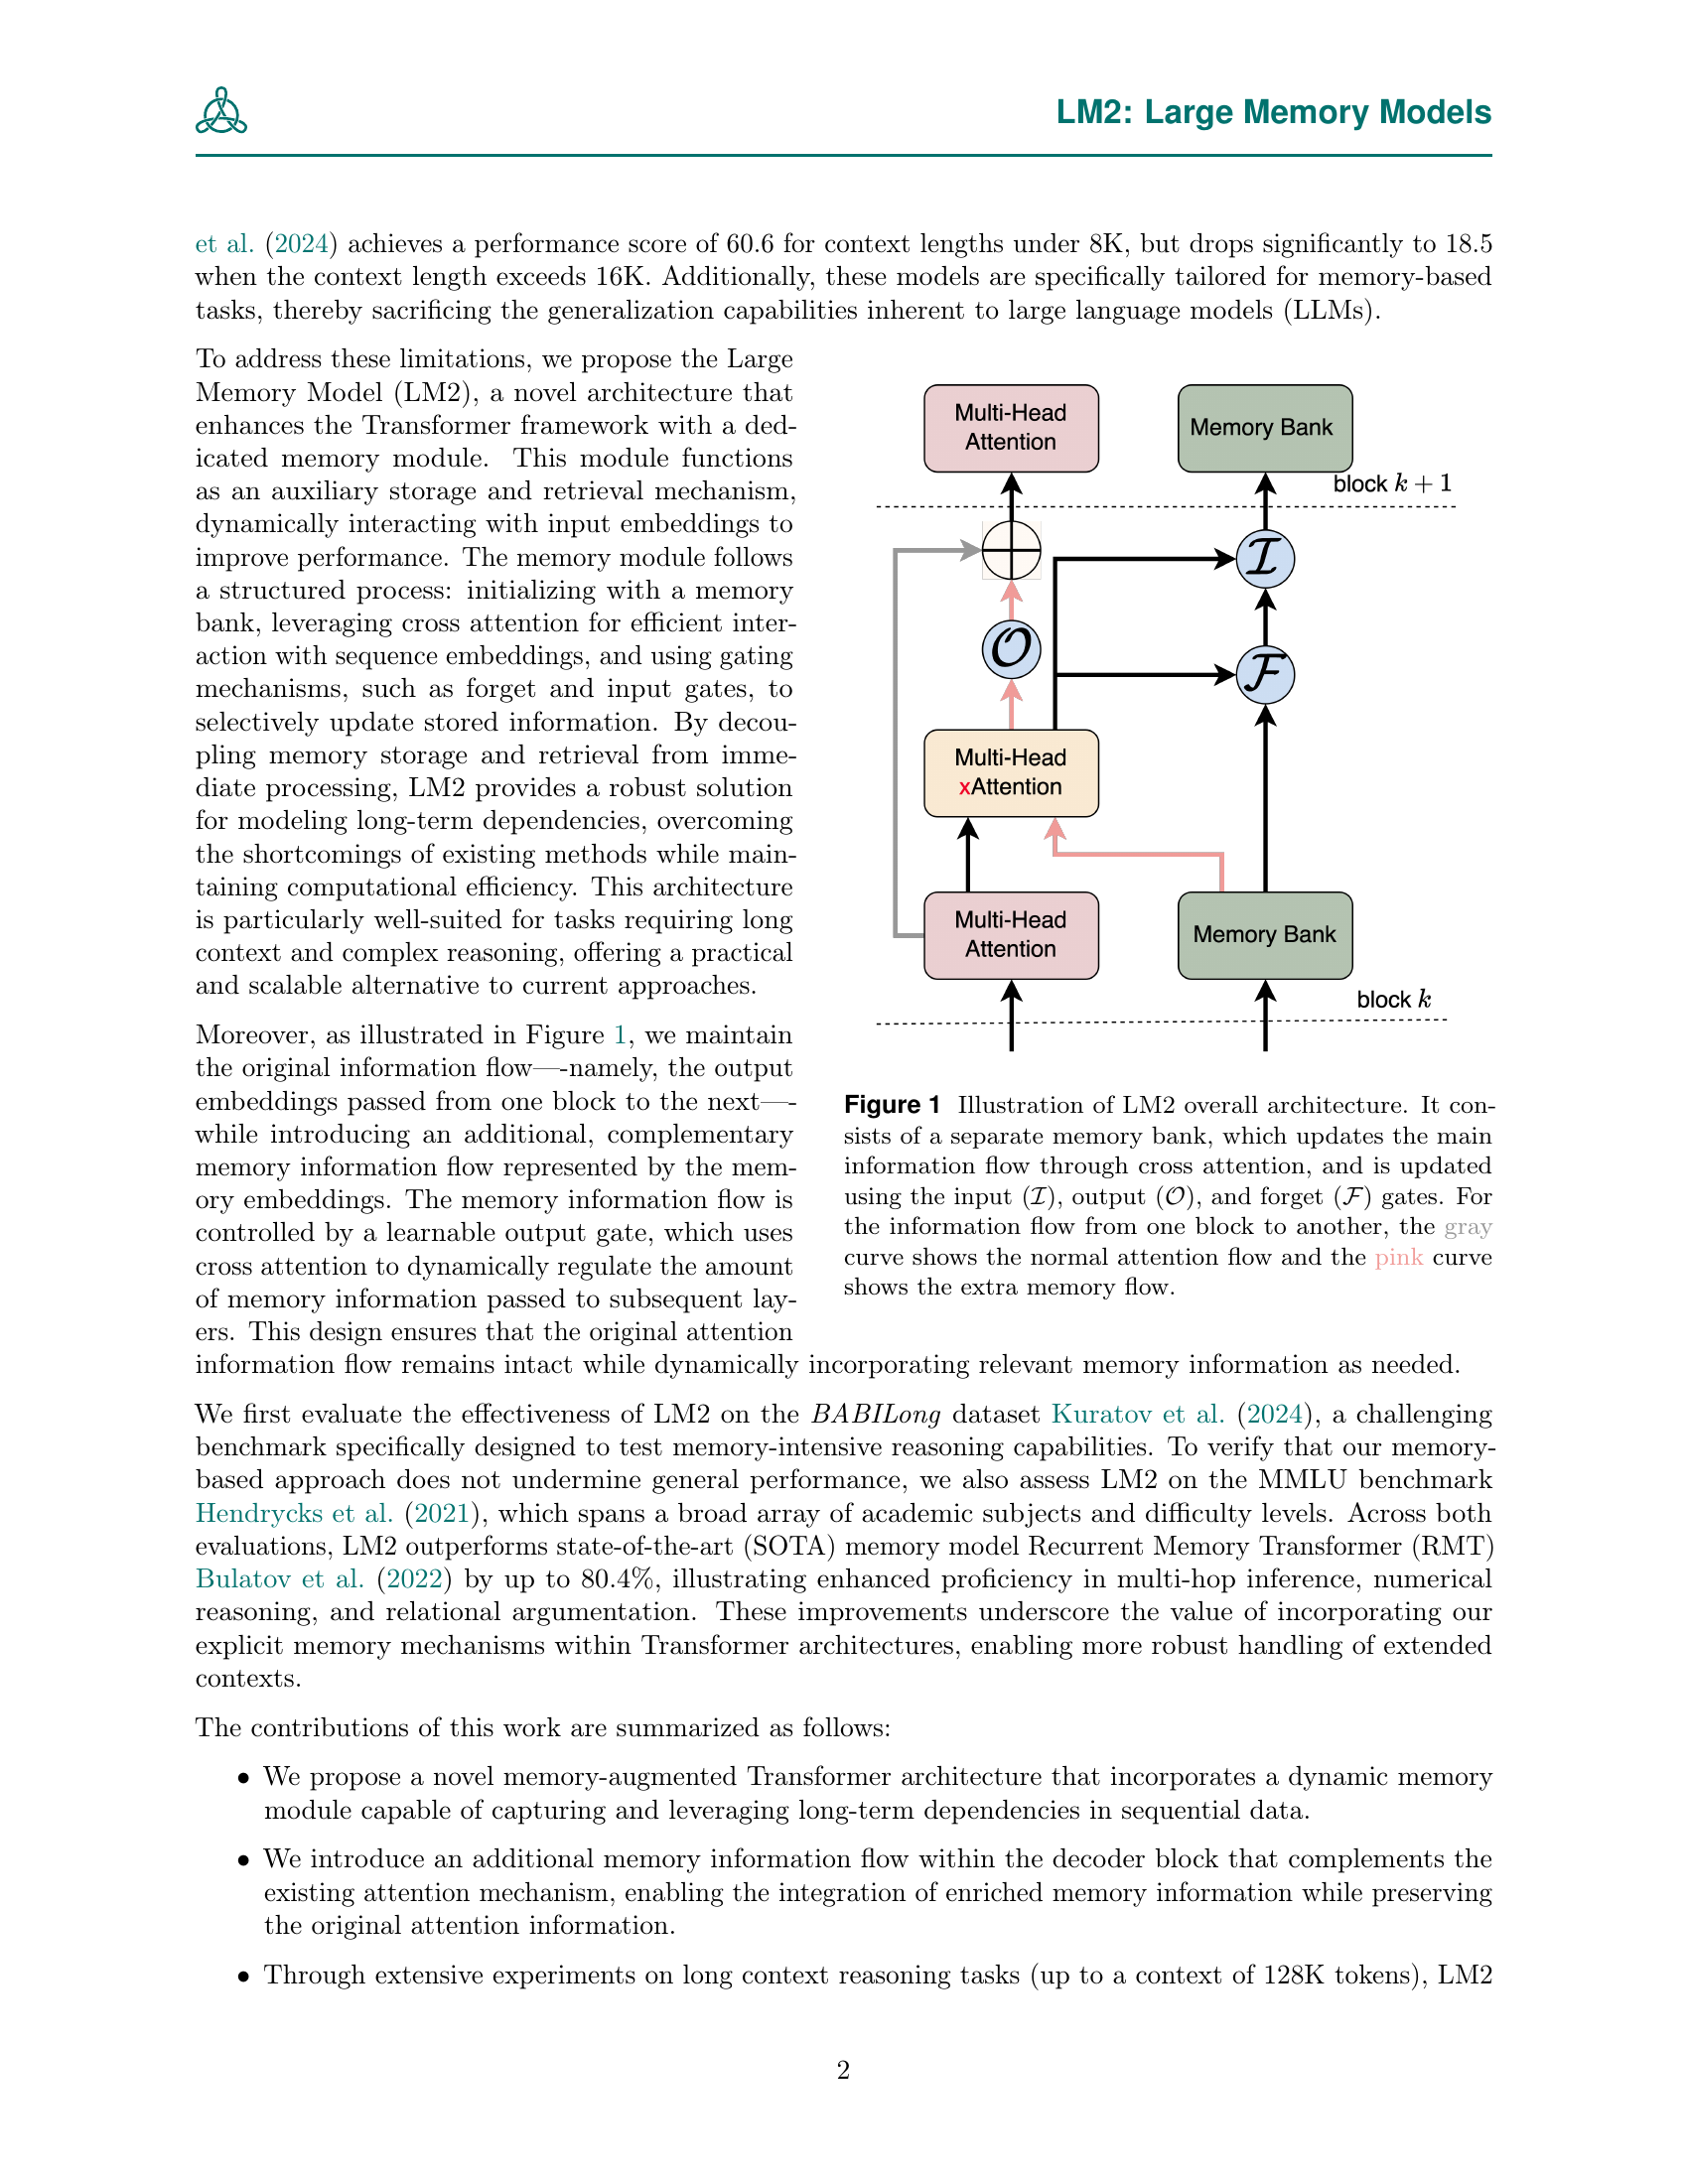 LM2: Large Memory Models
et al. (2024) achieves a performance score of 60.6 for context lengths under 8K, but drops significantly to 18.5
when the context length exceeds 16K. Additionally, these models are specifically tailored for memory-based
tasks, thereby sacrificing the generalization capabilities inherent to large language models (LLMs).
To address these limitations, we propose the Large
Memory Model (LM2), a novel architecture that
enhances the Transformer framework with a ded-
icated memory module. This module functions
as an auxiliary storage and retrieval mechanism,
dynamically interacting with input embeddings to
improve performance. The memory module follows
a structured process: initializing with a memory
bank, leveraging cross attention for efficient inter-
action with sequence embeddings, and using gating
mechanisms, such as forget and input gates, to
selectively update stored information. By decou-
pling memory storage and retrieval from imme-
diate processing, LM2 provides a robust solution
for modeling long-term dependencies, overcoming
the shortcomings of existing methods while main-
taining computational efficiency. This architecture
is particularly well-suited for tasks requiring long
context and complex reasoning, offering a practical
and scalable alternative to current approaches.
Moreover, as illustrated in Figure 1, we maintain
the original information flow—-namely, the output
embeddings passed from one block to the next—-
while introducing an additional, complementary
memory information flow represented by the mem-
ory embeddings. The memory information flow is
controlled by a learnable output gate, which uses
cross attention to dynamically regulate the amount
of memory information passed to subsequent lay-
ers. This design ensures that the original attention
information flow remains intact while dynamically incorporating relevant memory information as needed.
Multi-Head
Attention
Memory Bank
block k + 1
I
O
F
Multi-Head
xAttention
Multi-Head
Attention
Memory Bank
block k
Figure 1 Illustration of LM2 overall architecture. It con-
sists of a separate memory bank, which updates the main
information flow through cross attention, and is updated
using the input (I), output (O), and forget (F) gates. For
the information flow from one block to another, the gray
curve shows the normal attention flow and the pink curve
shows the extra memory flow.
We first evaluate the effectiveness of LM2 on the BABILong dataset Kuratov et al. (2024), a challenging
benchmark specifically designed to test memory-intensive reasoning capabilities. To verify that our memory-
based approach does not undermine general performance, we also assess LM2 on the MMLU benchmark
Hendrycks et al. (2021), which spans a broad array of academic subjects and difficulty levels. Across both
evaluations, LM2 outperforms state-of-the-art (SOTA) memory model Recurrent Memory Transformer (RMT)
Bulatov et al. (2022) by up to 80.4%, illustrating enhanced proficiency in multi-hop inference, numerical
reasoning, and relational argumentation. These improvements underscore the value of incorporating our
explicit memory mechanisms within Transformer architectures, enabling more robust handling of extended
contexts.
The contributions of this work are summarized as follows:
• We propose a novel memory-augmented Transformer architecture that incorporates a dynamic memory
module capable of capturing and leveraging long-term dependencies in sequential data.
• We introduce an additional memory information flow within the decoder block that complements the
existing attention mechanism, enabling the integration of enriched memory information while preserving
the original attention information.
• Through extensive experiments on long context reasoning tasks (up to a context of 128K tokens), LM2
2